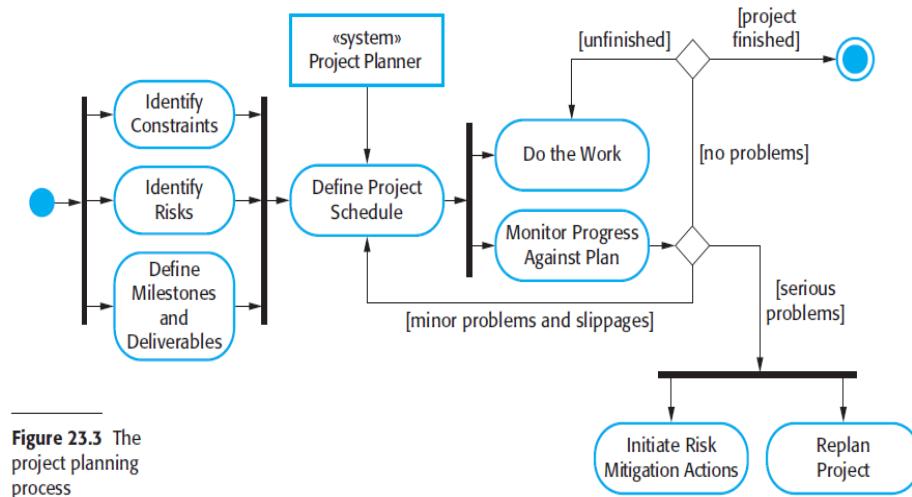 «system»
Project Planner
[unfinished]
[project
finished]
Identify
Constraints
Do the Work
[no problems]
Identify
Risks
Define Project
Schedule
Monitor Progress
Against Plan
Define
Milestones
and
Deliverables
[minor problems and slippages]
[serious
problems]
Initiate Risk
Mitigation Actions
Replan
Project
Figure 23.3 The
project planning
process